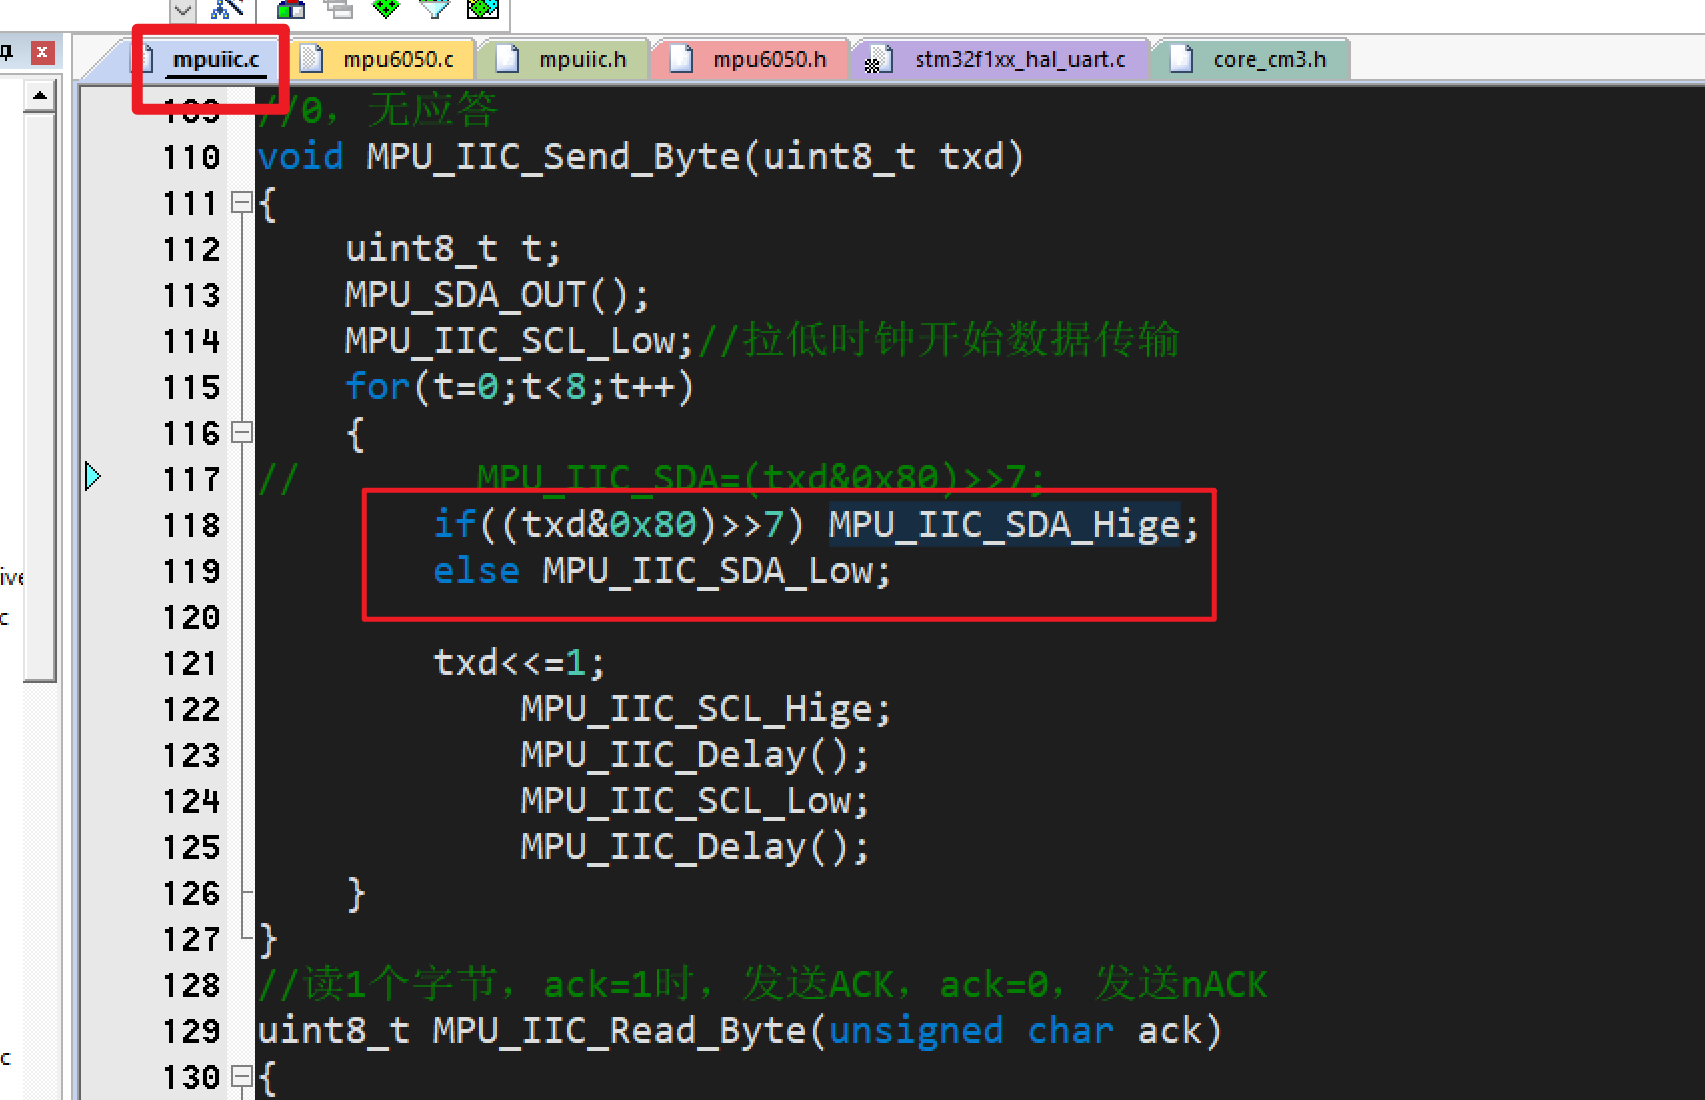 mpuiic.c mpu6050.c mpuiic.h mpu6050.h stm32f1xx_hal_uart.c core_cm3.h
109 //0，无应答
110 void MPU_IIC_Send_Byte(uint8_t txd)
111 {
112 uint8_t t;
113 MPU_SDA_OUT();
114 MPU_IIC_SCL_Low;//拉低时钟开始数据传输
115 for(t=0;t<8;t++)
116 {
117 // MPU_IIC_SDA=(txd&0x80)>>7;
118 if((txd&0x80)>>7) MPU_IIC_SDA_Hige;
119 else MPU_IIC_SDA_Low;
120
121 txd<<=1;
122 MPU_IIC_SCL_Hige;
123 MPU_IIC_Delay();
124 MPU_IIC_SCL_Low;
125 MPU_IIC_Delay();
126 }
127 }
128 //读1个字节，ack=1时，发送ACK，ack=0，发送nACK
129 uint8_t MPU_IIC_Read_Byte(unsigned char ack)
130 {